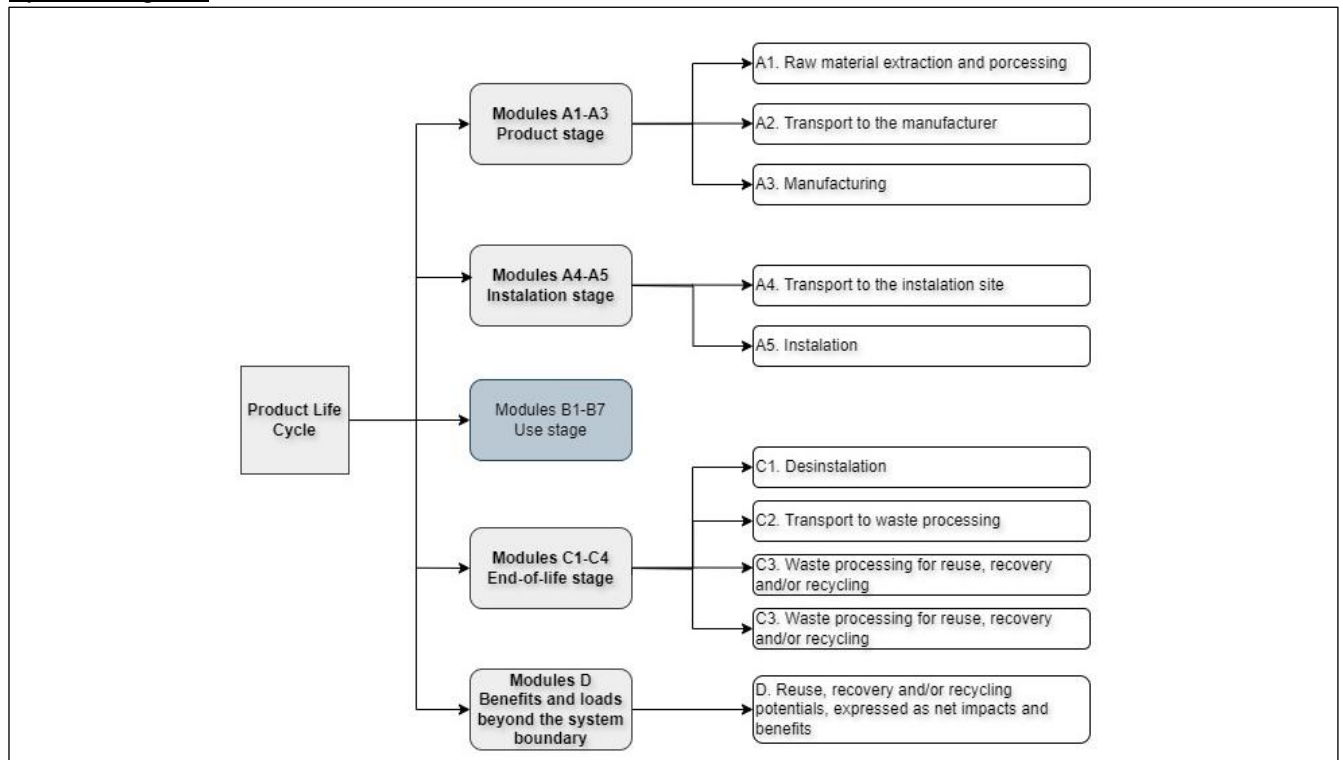 A1. Raw material extraction and porcessing
Modules A1-A3
Product stage
A2. Transport to the manufacturer
A3. Manufacturing
Modules A4-A5
Instalation stage
A4. Transport to the instalation site
A5. Instalation
Product Life
Cycle
Modules B1-B7
Use stage
C1. Desinstalation
C2. Transport to waste processing
Modules C1-C4
End-of-life stage
C3. Waste processing for reuse, recovery
and/or recycling
C3. Waste processing for reuse, recovery
and/or recycling
Modules D
Benefits and loads
beyond the system
boundary
D. Reuse, recovery and/or recycling
potentials, expressed as net impacts and
benefits